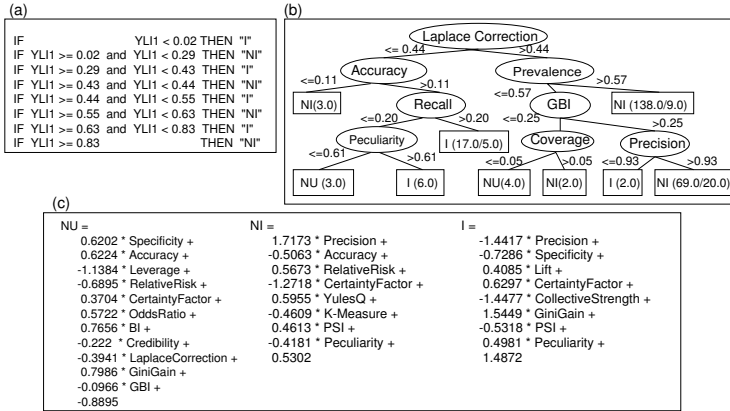 (a)
IF YLI1 < 0.02 THEN "I"
IF YLI1 >= 0.02 and YLI1 < 0.29 THEN "NI"
IF YLI1 >= 0.29 and YLI1 < 0.43 THEN "I"
IF YLI1 >= 0.43 and YLI1 < 0.44 THEN "NI"
IF YLI1 >= 0.44 and YLI1 < 0.55 THEN "I"
IF YLI1 >= 0.55 and YLI1 < 0.63 THEN "NI"
IF YLI1 >= 0.63 and YLI1 < 0.83 THEN "I"
IF YLI1 >= 0.83 THEN "NI"
(b)
Laplace Correction
<= 0.44 >0.44
Accuracy Prevalence
<=0.11 >0.11 <=0.57 >0.57
NI(3.0) Recall GBI NI (138.0/9.0)
<=0.20 >0.20 <=0.25 >0.25
Peculiarity I (17.0/5.0) Coverage Precision
<=0.61 >0.61 <=0.05 >0.05 <=0.93 >0.93
NU (3.0) I (6.0) NU(4.0) NI(2.0) I (2.0) NI (69.0/20.0)
(c)
NU =
0.6202 * Specificity +
0.6224 * Accuracy +
-1.1384 * Leverage +
-0.6895 * RelativeRisk +
0.3704 * CertaintyFactor +
0.5722 * OddsRatio +
0.7656 * BI +
-0.222 * Credibility +
-0.3941 * LaplaceCorrection +
0.7986 * GiniGain +
-0.0966 * GBI +
-0.8895
NI =
1.7173 * Precision +
-0.5063 * Accuracy +
0.5673 * RelativeRisk +
-1.2718 * CertaintyFactor +
0.5955 * YulesQ +
-0.4609 * K-Measure +
0.4613 * PSI +
-0.4181 * Peculiarity +
0.5302
I =
-1.4417 * Precision +
-0.7286 * Specificity +
0.4085 * Lift +
0.6297 * CertaintyFactor +
-1.4477 * CollectiveStrength +
1.5449 * GiniGain +
-0.5318 * PSI +
0.4981 * Peculiarity +
1.4872